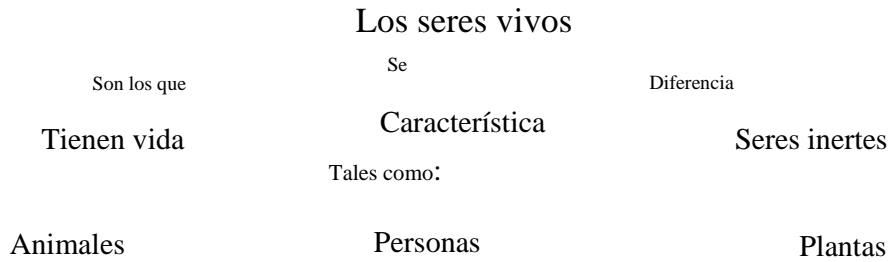 Los seres vivos
Son los que
Se
Diferencia
Tienen vida
Característica
Seres inertes
Tales como:
Animales
Personas
Plantas